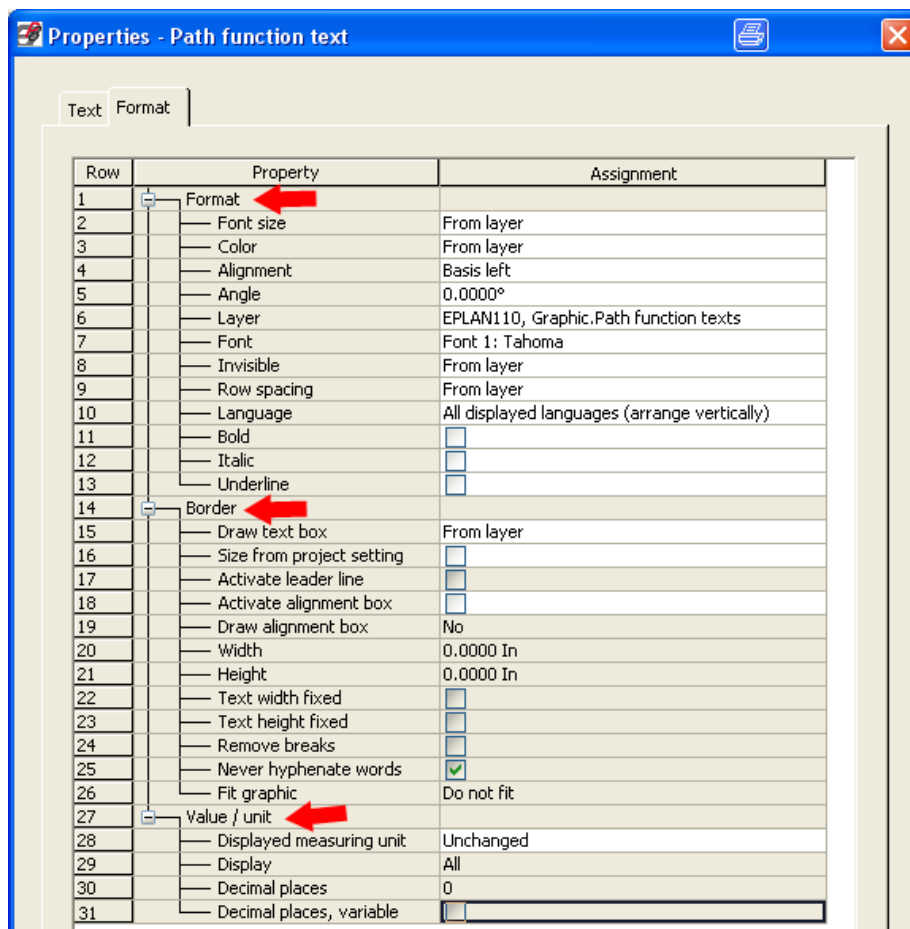 Properties - Path function text
Text Format
Row Property Assignment
1 Format
2 Font size From layer
3 Color From layer
4 Alignment Basis left
5 Angle 0.0000°
6 Layer EPLAN110, Graphic.Path function texts
7 Font Font 1: Tahoma
8 Invisible From layer
9 Row spacing From layer
10 Language All displayed languages (arrange vertically)
11 Bold
12 Italic
13 Underline
14 Border
15 Draw text box From layer
16 Size from project setting
17 Activate leader line
18 Activate alignment box
19 Draw alignment box No
20 Width 0.0000 In
21 Height 0.0000 In
22 Text width fixed
23 Text height fixed
24 Remove breaks
25 Never hyphenate words
26 Fit graphic Do not fit
27 Value / unit
28 Displayed measuring unit Unchanged
29 Display All
30 Decimal places 0
31 Decimal places, variable